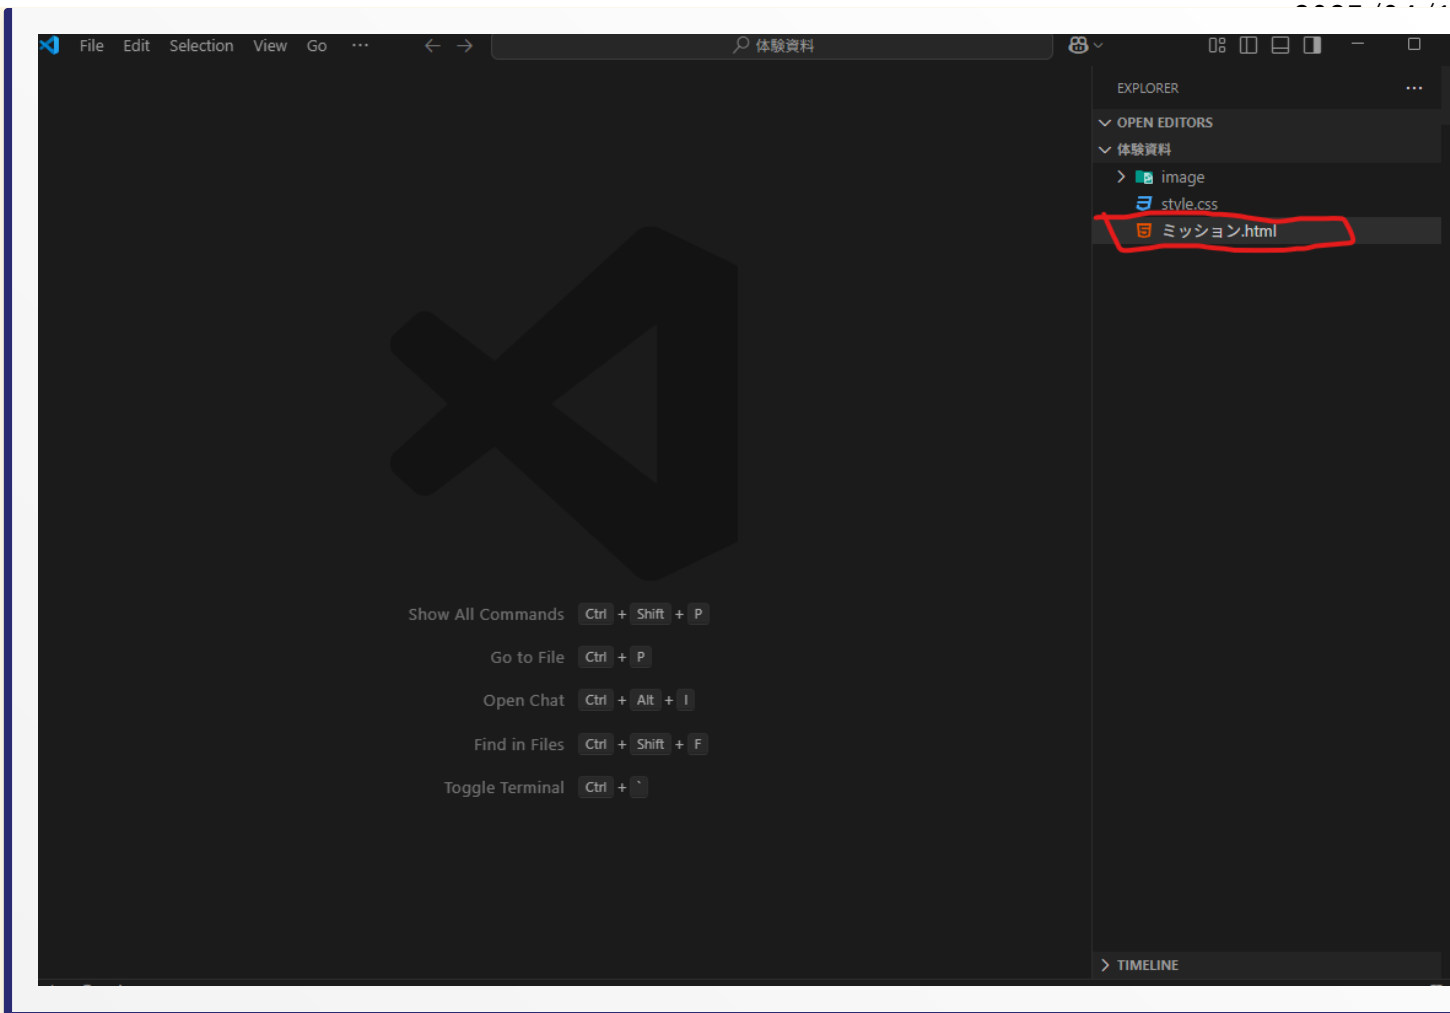 File Edit Selection View Go ··· ← → 体験資料
EXPLORER ···
OPEN EDITORS
体験資料
image
style.css
ミッション.html
Show All Commands Ctrl + Shift + P
Go to File Ctrl + P
Open Chat Ctrl + Alt + I
Find in Files Ctrl + Shift + F
Toggle Terminal Ctrl + `
TIMELINE